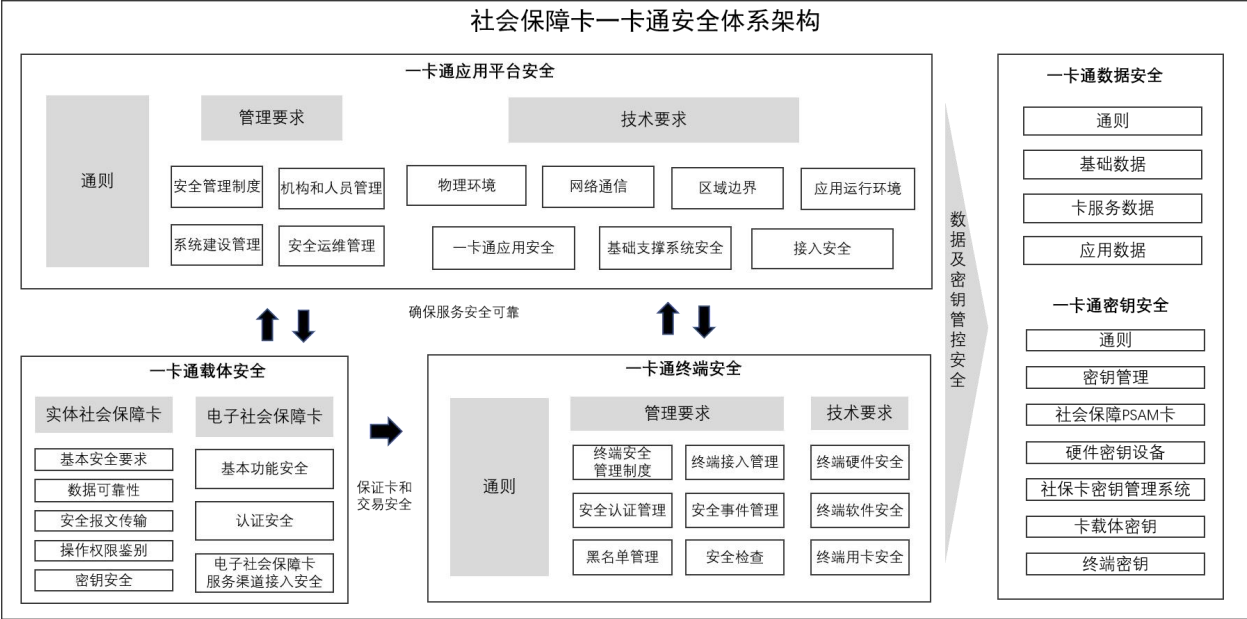 社会保障卡一卡通安全体系架构
一卡通应用平台安全
通则
管理要求
安全管理制度
机构和人员管理
系统建设管理
安全运维管理
技术要求
物理环境
网络通信
区域边界
应用运行环境
一卡通应用安全
基础支撑系统安全
接入安全
确保服务安全可靠
一卡通载体安全
实体社会保障卡
基本安全要求
数据可靠性
安全报文传输
操作权限鉴别
密钥安全
电子社会保障卡
基本功能安全
认证安全
电子社会保障卡
服务渠道接入安全
保证卡和
交易安全
一卡通终端安全
通则
管理要求
终端安全
管理制度
终端接入管理
安全认证管理
安全事件管理
黑名单管理
安全检查
技术要求
终端硬件安全
终端软件安全
终端用卡安全
数据及密钥管控安全
一卡通数据安全
通则
基础数据
卡服务数据
应用数据
一卡通密钥安全
通则
密钥管理
社会保障PSAM卡
硬件密钥设备
社保卡密钥管理系统
卡载体密钥
终端密钥